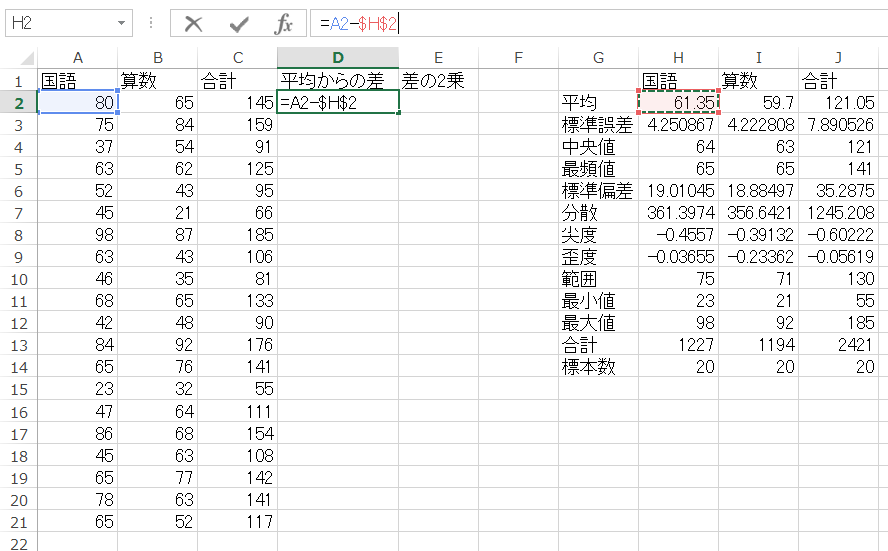 H2 fx =A2-$H$2
A B C D E F G H I J
1 国語 算数 合計 平均からの差 差の2乗 国語 算数 合計
2 80 65 145 =A2-$H$2 平均 61.35 59.7 121.05
3 75 84 159 標準誤差 4.250867 4.222808 7.890526
4 37 54 91 中央値 64 63 121
5 63 62 125 最頻値 65 65 141
6 52 43 95 標準偏差 19.01045 18.88497 35.2875
7 45 21 66 分散 361.3974 356.6421 1245.208
8 98 87 185 尖度 -0.4557 -0.39132 -0.60222
9 63 43 106 歪度 -0.03655 -0.23362 -0.05619
10 46 35 81 範囲 75 71 130
11 68 65 133 最小値 23 21 55
12 42 48 90 最大値 98 92 185
13 84 92 176 合計 1227 1194 2421
14 65 76 141 標本数 20 20 20
15 23 32 55
16 47 64 111
17 86 68 154
18 45 63 108
19 65 77 142
20 78 63 141
21 65 52 117
22